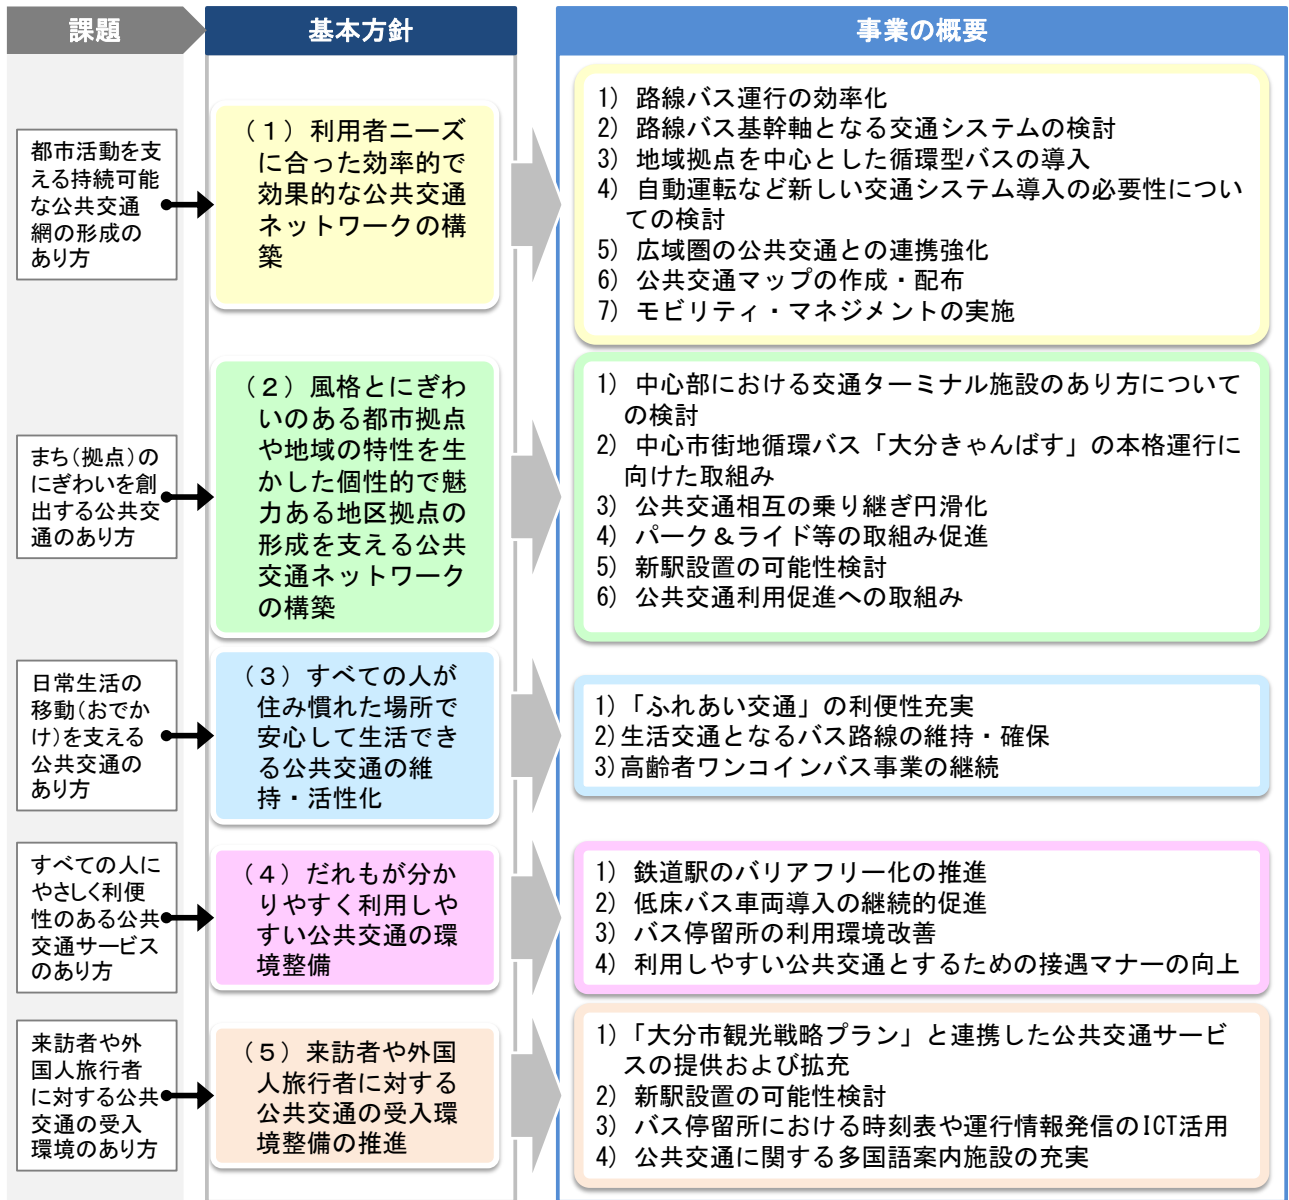 課題
基本方針
事業の概要
都市活動を支
える持続可能
な公共交通
網の形成の
あり方
（１）利用者ニーズ
に合った効率的で
効果的な公共交通
ネットワークの構
築
1) 路線バス運行の効率化
2) 路線バス基幹軸となる交通システムの検討
3) 地域拠点を中心とした循環型バスの導入
4) 自動運転など新しい交通システム導入の必要性につい
ての検討
5) 広域圏の公共交通との連携強化
6) 公共交通マップの作成・配布
7) モビリティ・マネジメントの実施
まち(拠点)の
にぎわいを創
出する公共交
通のあり方
（２）風格とにぎわ
いのある都市拠点
や地域の特性を生
かした個性的で魅
力ある地区拠点の
形成を支える公共
交通ネットワーク
の構築
1) 中心部における交通ターミナル施設のあり方について
の検討
2) 中心市街地循環バス「大分きゃんばす」の本格運行に
向けた取組み
3) 公共交通相互の乗り継ぎ円滑化
4) パーク＆ライド等の取組み促進
5) 新駅設置の可能性検討
6) 公共交通利用促進への取組み
日常生活の
移動(おでか
け)を支える
公共交通の
あり方
（３）すべての人が
住み慣れた場所で
安心して生活でき
る公共交通の維
持・活性化
1)「ふれあい交通」の利便性充実
2)生活交通となるバス路線の維持・確保
3)高齢者ワンコインバス事業の継続
すべての人に
やさしく利便
性のある公共
交通サービス
のあり方
（４）だれもが分か
りやすく利用しや
すい公共交通の環
境整備
1) 鉄道駅のバリアフリー化の推進
2) 低床バス車両導入の継続的促進
3) バス停留所の利用環境改善
4) 利用しやすい公共交通とするための接遇マナーの向上
来訪者や外
国人旅行者
に対する公共
交通の受入
環境のあり方
（５）来訪者や外国
人旅行者に対する
公共交通の受入環
境整備の推進
1)「大分市観光戦略プラン」と連携した公共交通サービ
スの提供および拡充
2) 新駅設置の可能性検討
3) バス停留所における時刻表や運行情報発信のICT活用
4) 公共交通に関する多国語案内施設の充実